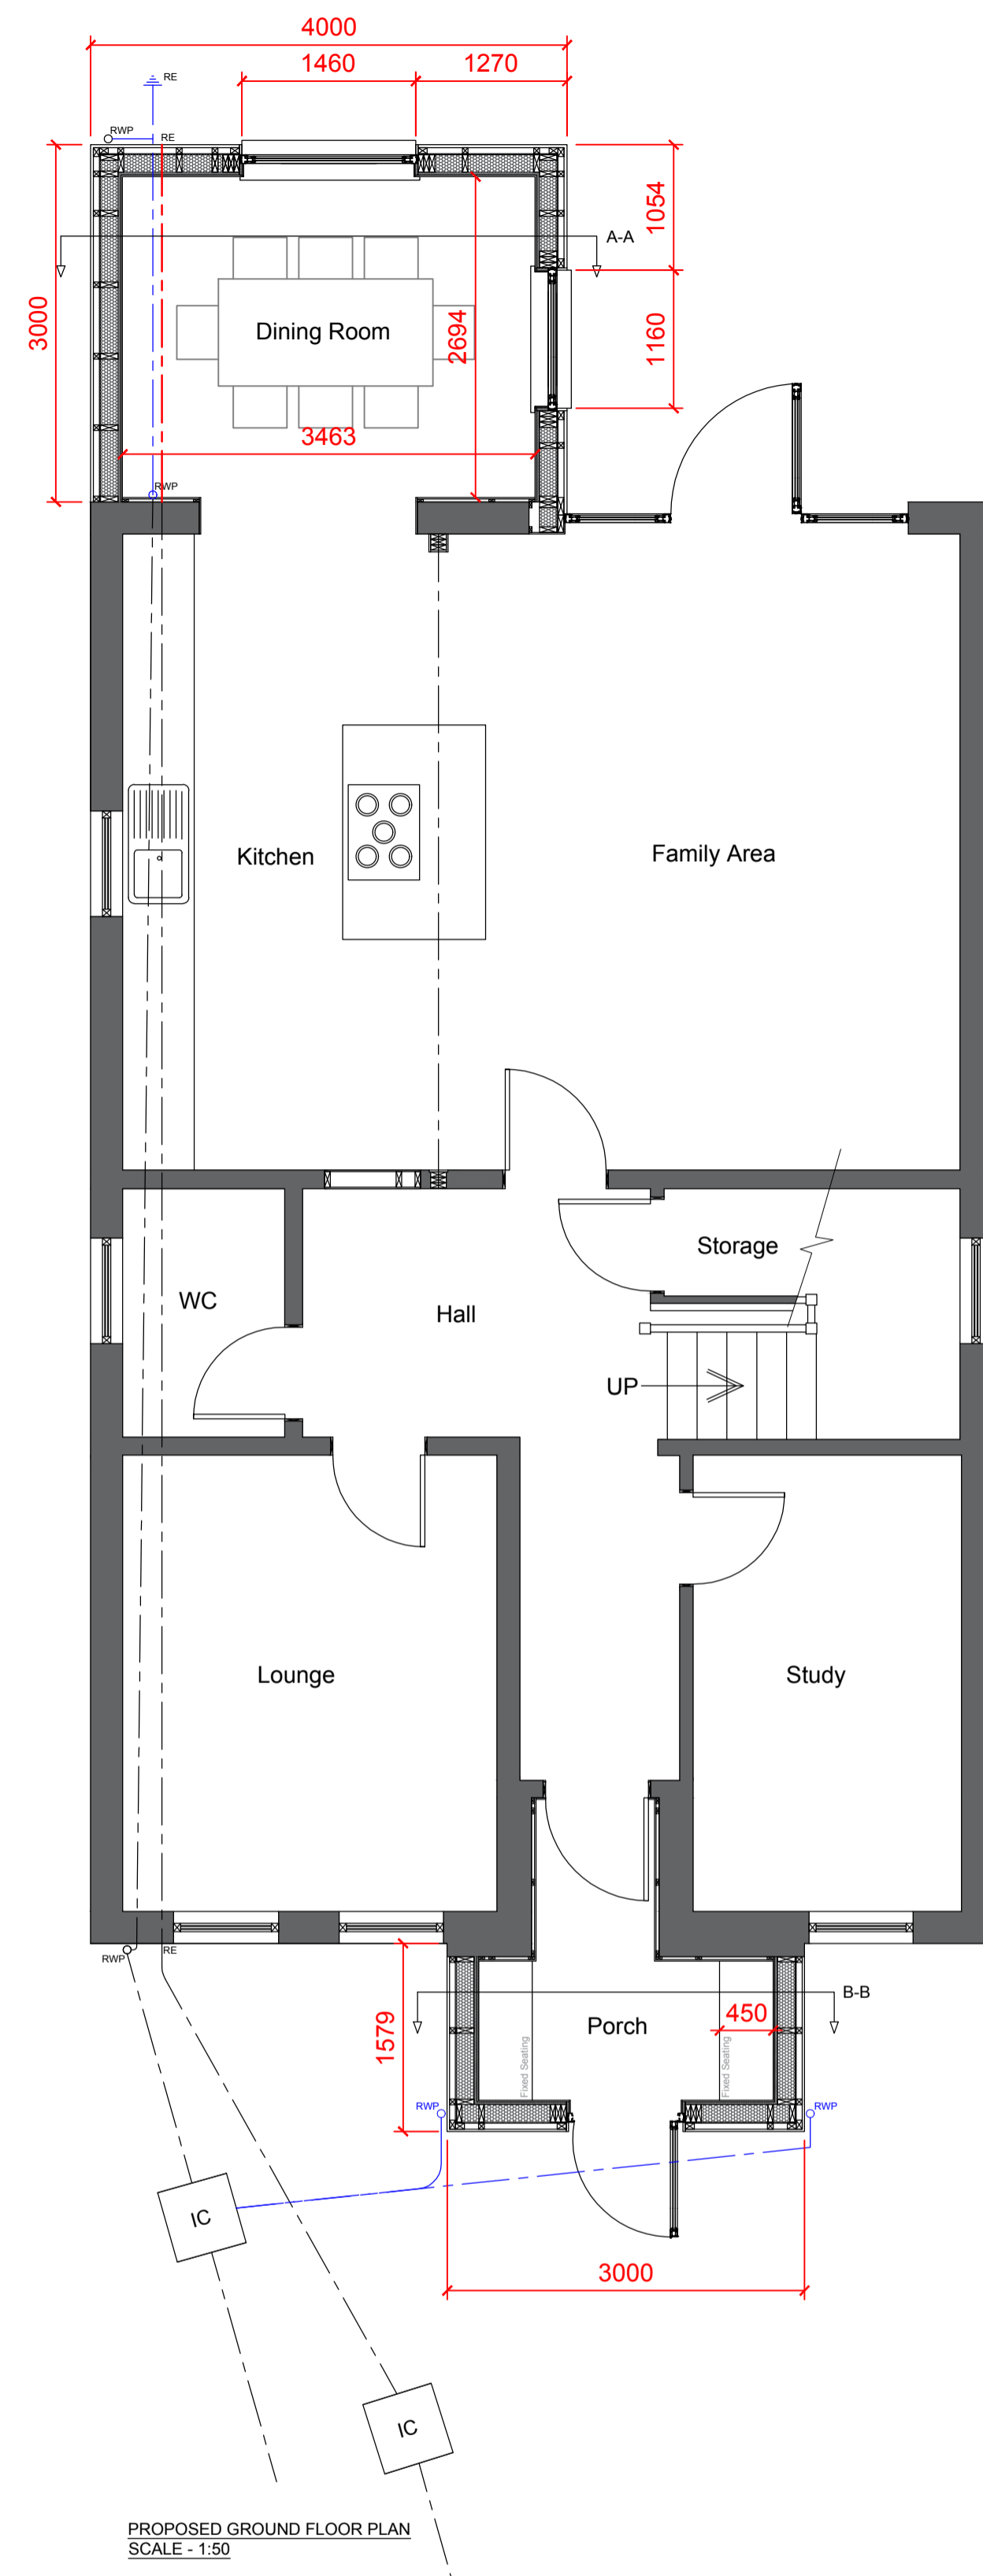 4000
1460
1270
RE
RWP
RE
1054
A-A
3000
Dining Room
2694
1160
3463
RWP
Kitchen
Family Area
Storage
WC
Hall
UP
Lounge
Study
RWP
RE
B-B
1579
Porch
450
Fixed Seating
Fixed Seating
RWP
RWP
IC
3000
IC
PROPOSED GROUND FLOOR PLAN
SCALE - 1:50